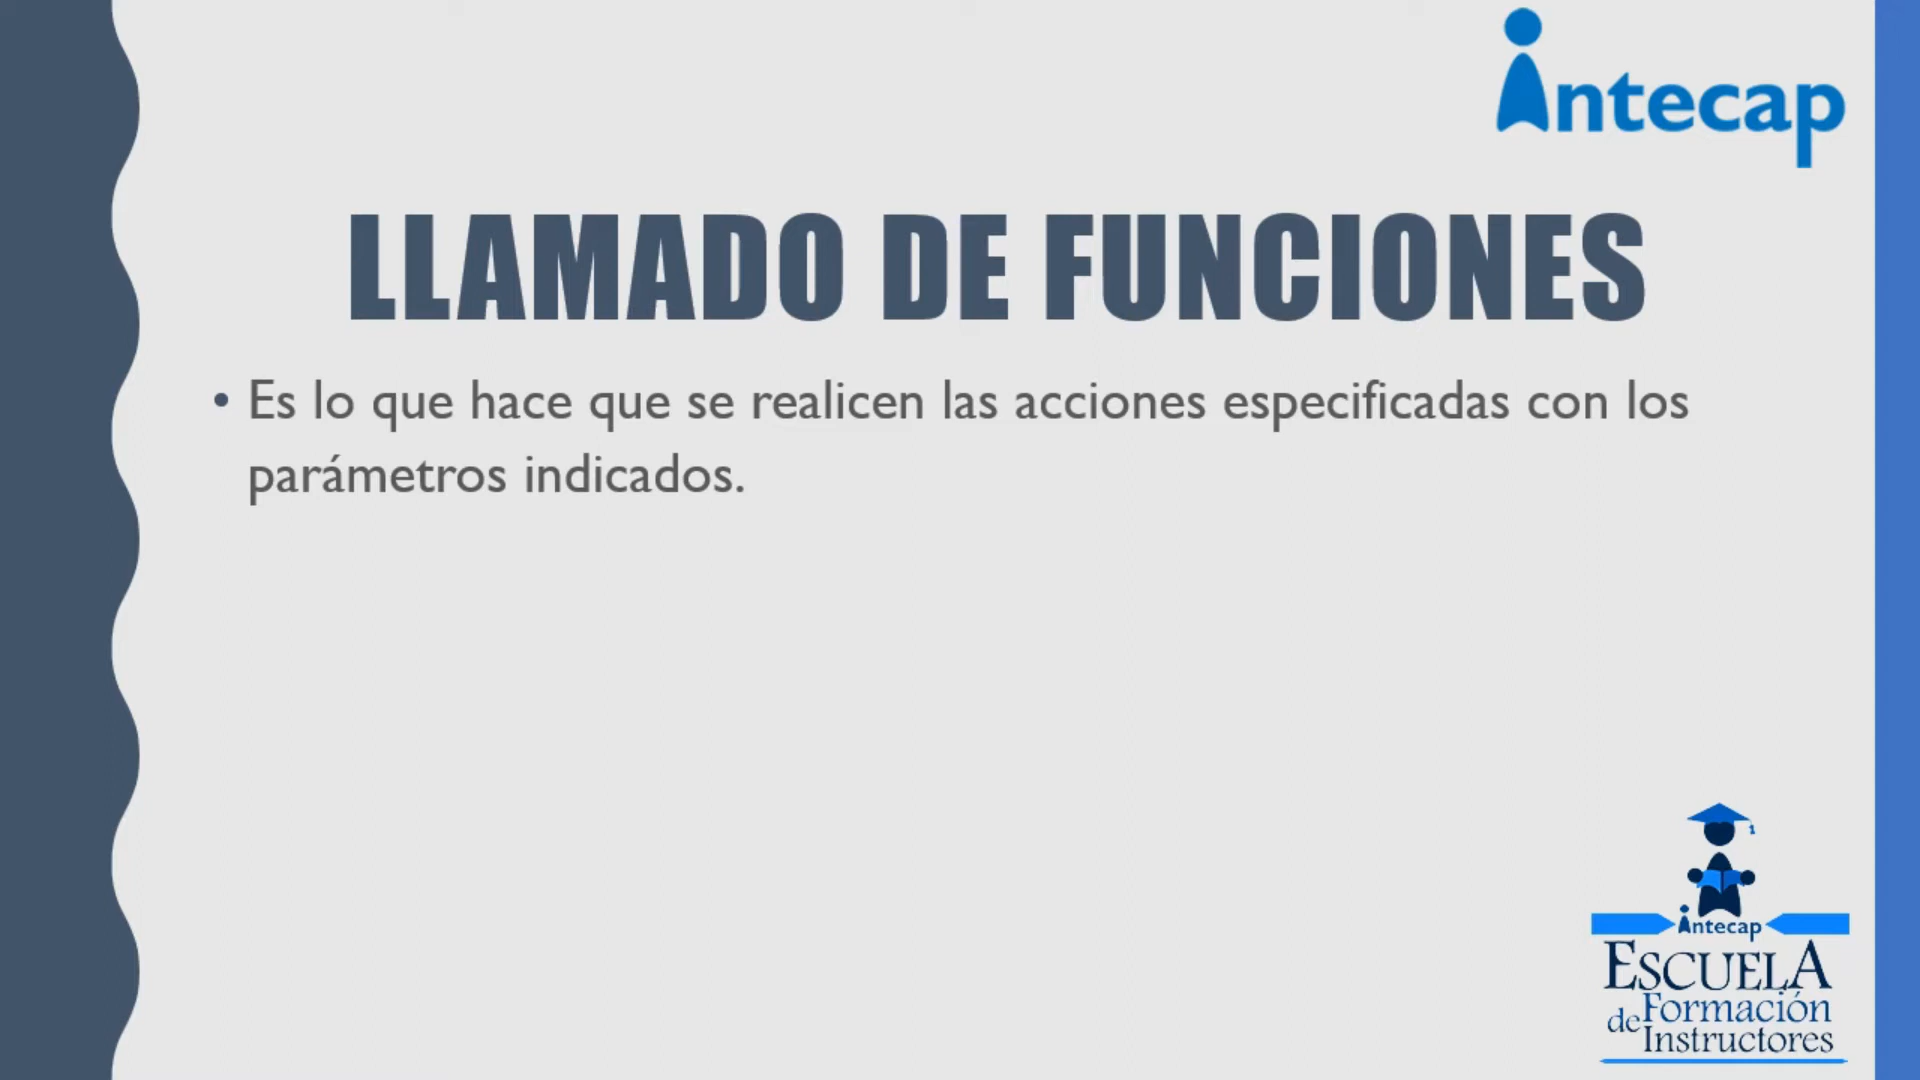 intecap
LLAMADO DE FUNCIONES
• Es lo que hace que se realicen las acciones especificadas con los
parámetros indicados.
intecap
ESCUELA
de Formación
Instructores